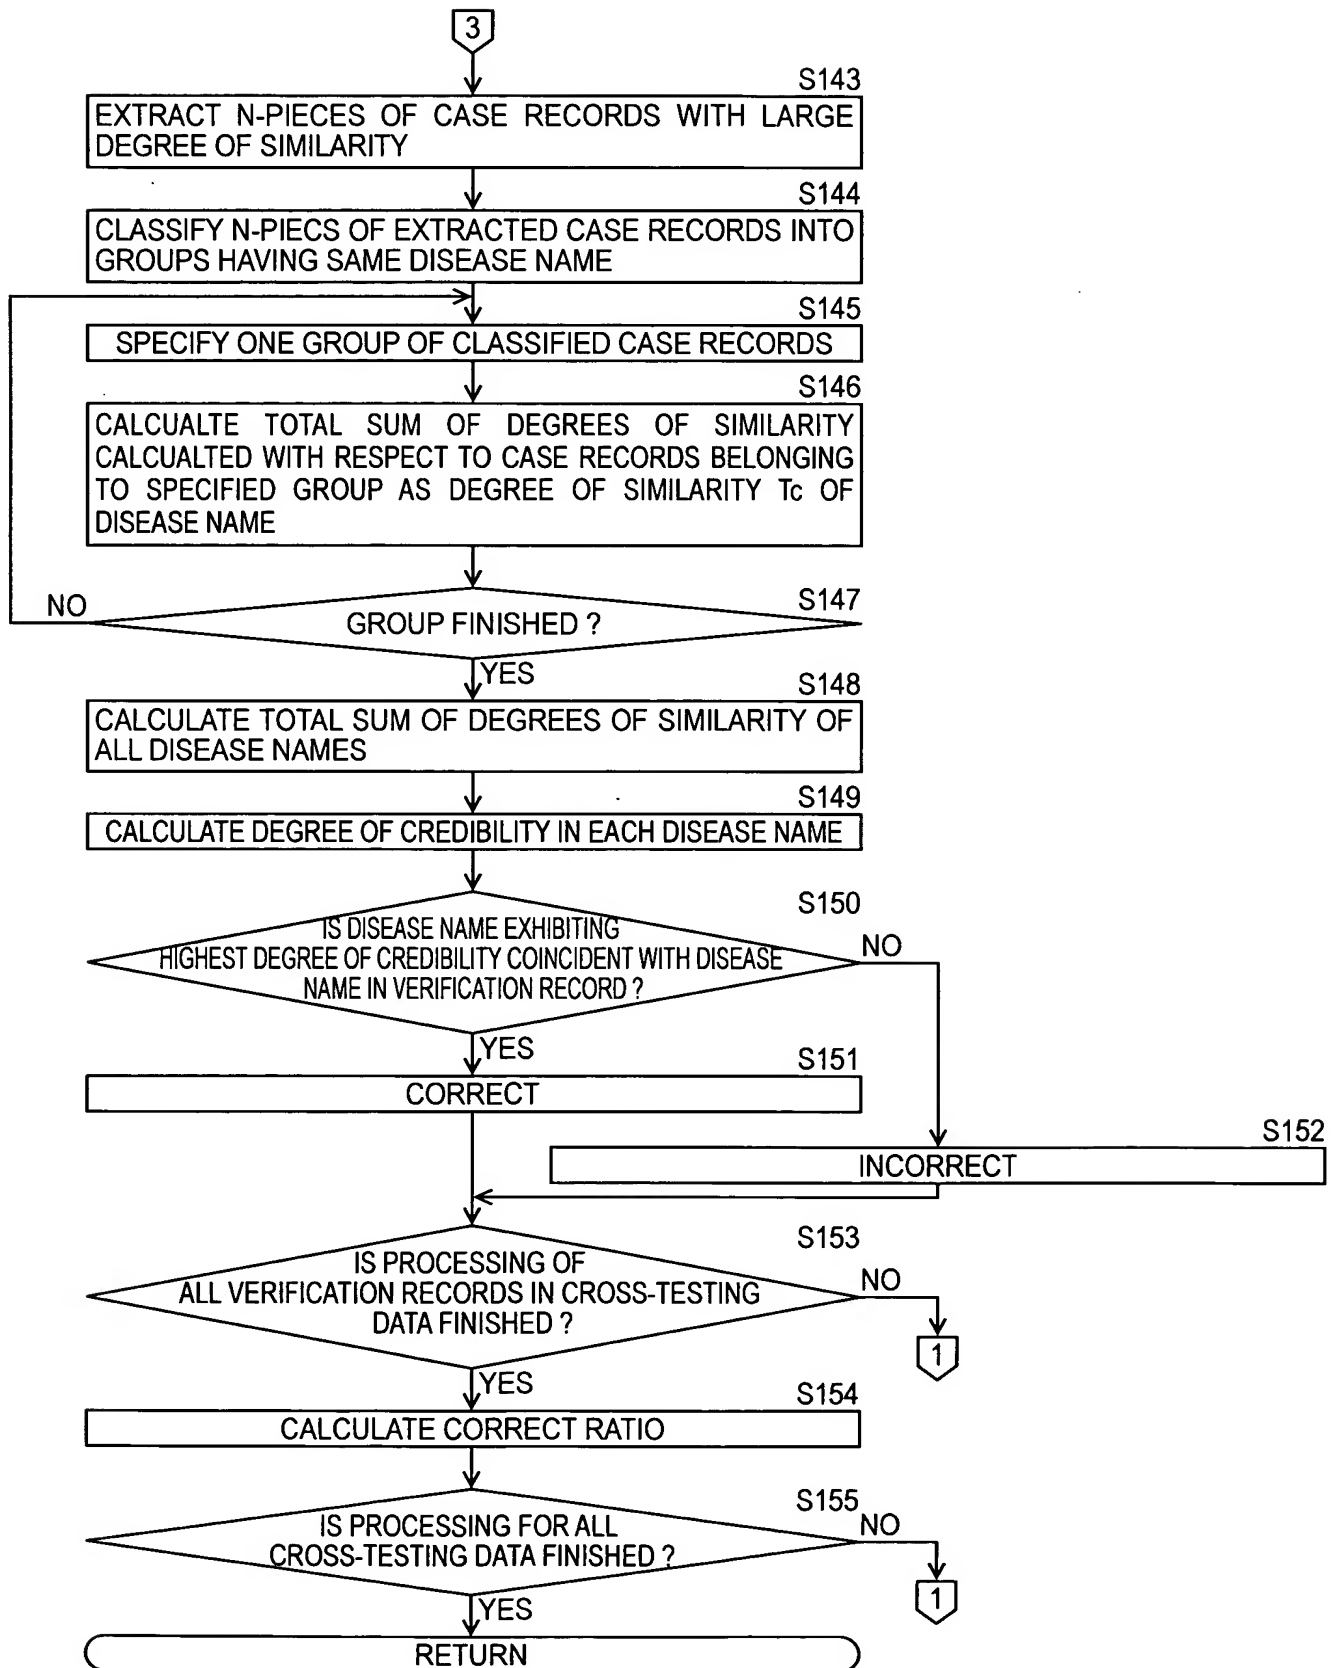 3
S143
EXTRACT N-PIECES OF CASE RECORDS WITH LARGE
DEGREE OF SIMILARITY
S144
CLASSIFY N-PIECS OF EXTRACTED CASE RECORDS INTO
GROUPS HAVING SAME DISEASE NAME
S145
SPECIFY ONE GROUP OF CLASSIFIED CASE RECORDS
S146
CALCUALTE TOTAL SUM OF DEGREES OF SIMILARITY
CALCUALTED WITH RESPECT TO CASE RECORDS BELONGING
TO SPECIFIED GROUP AS DEGREE OF SIMILARITY Tc OF
DISEASE NAME
S147
NO
GROUP FINISHED ?
YES
S148
CALCULATE TOTAL SUM OF DEGREES OF SIMILARITY OF
ALL DISEASE NAMES
S149
CALCULATE DEGREE OF CREDIBILITY IN EACH DISEASE NAME
S150
IS DISEASE NAME EXHIBITING
HIGHEST DEGREE OF CREDIBILITY COINCIDENT WITH DISEASE
NAME IN VERIFICATION RECORD ?
NO
YES
S151
CORRECT
S152
INCORRECT
S153
IS PROCESSING OF
ALL VERIFICATION RECORDS IN CROSS-TESTING
DATA FINISHED ?
NO
1
YES
S154
CALCULATE CORRECT RATIO
S155
IS PROCESSING FOR ALL
CROSS-TESTING DATA FINISHED ?
NO
1
YES
RETURN